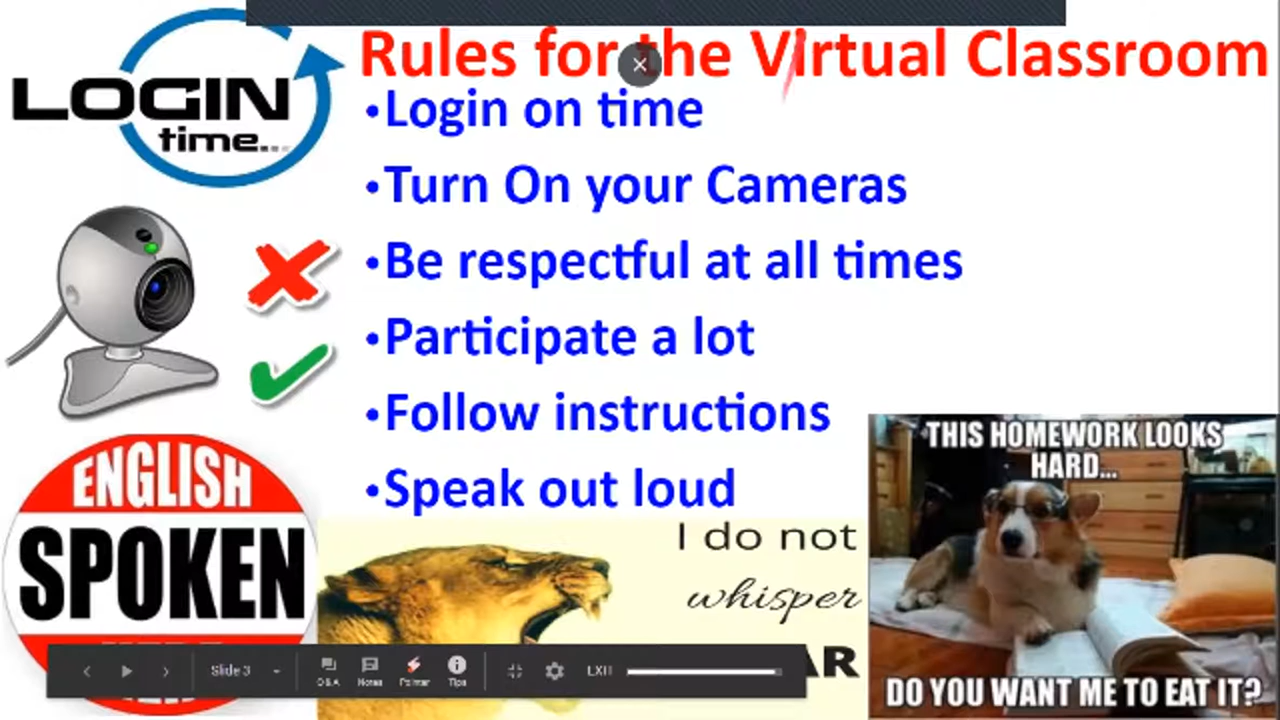 LOGIN
time...
Rules for the Virtual Classroom
•Login on time
•Turn On your Cameras
•Be respectful at all times
•Participate a lot
•Follow instructions
•Speak out loud
ENGLISH
SPOKEN
I do not
whisper
THIS HOMEWORK LOOKS
HARD...
DO YOU WANT ME TO EAT IT?
Slide 3
Q&A
Notes
Pointer
Tips